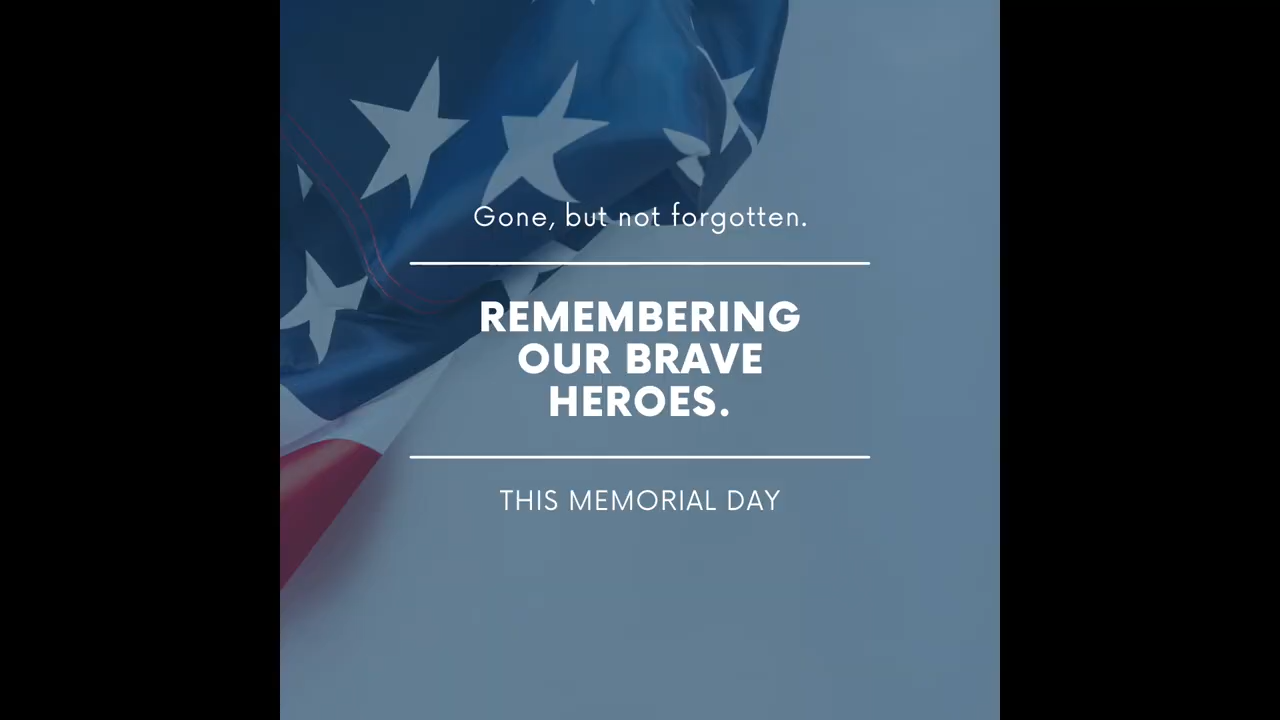 Gone, but not forgotten.
REMEMBERING
OUR BRAVE
HEROES.
THIS MEMORIAL DAY